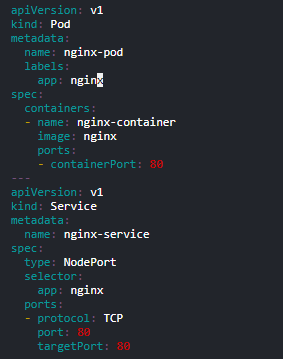 apiVersion: v1
kind: Pod
metadata:
  name: nginx-pod
  labels:
    app: nginx
spec:
  containers:
  - name: nginx-container
    image: nginx
    ports:
    - containerPort: 80
---
apiVersion: v1
kind: Service
metadata:
  name: nginx-service
spec:
  type: NodePort
  selector:
    app: nginx
  ports:
  - protocol: TCP
    port: 80
    targetPort: 80